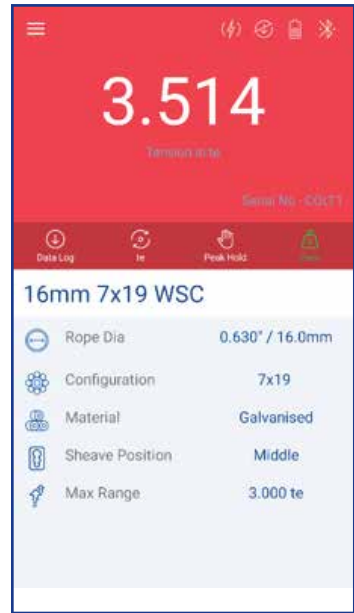 3.514
Tension in te
Serial No - COLT1
Data Log te Peak Hold Zero
16mm 7x19 WSC
Rope Dia 0.630" / 16.0mm
Configuration 7x19
Material Galvanised
Sheave Position Middle
Max Range 3.000 te